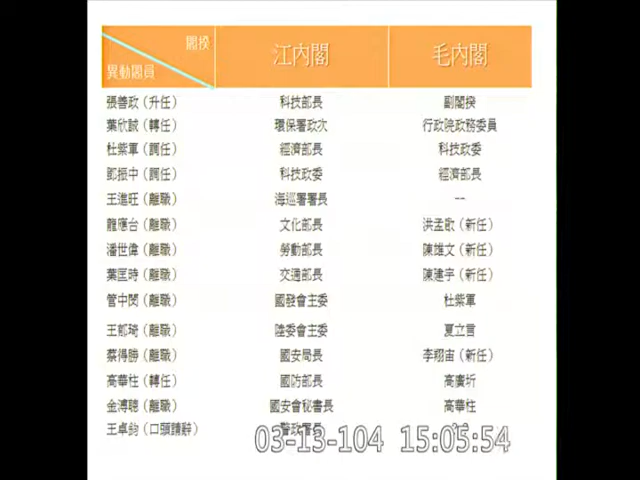 閣揆
異動閣員
江內閣 毛內閣
張善政（升任） 科技部長 副閣揆
葉欣誠（轉任） 環保署政次 行政院政務委員
杜紫軍（調任） 經濟部長 科技政委
鄧振中（調任） 科技政委 經濟部長
王進旺（離職） 海巡署署長 --
龍應台（離職） 文化部長 洪孟啟（新任）
潘世偉（離職） 勞動部長 陳雄文（新任）
葉匡時（離職） 交通部長 陳建宇（新任）
管中閔（離職） 國發會主委 杜紫軍
王郁琦（離職） 陸委會主委 夏立言
蔡得勝（離職） 國安局長 李翔宙（新任）
高華柱（轉任） 國防部長 高廣圻
金溥聰（離職） 國安會秘書長 高華柱
王卓鈞（口頭請辭） 警政署長
03-13-104 15:05:54